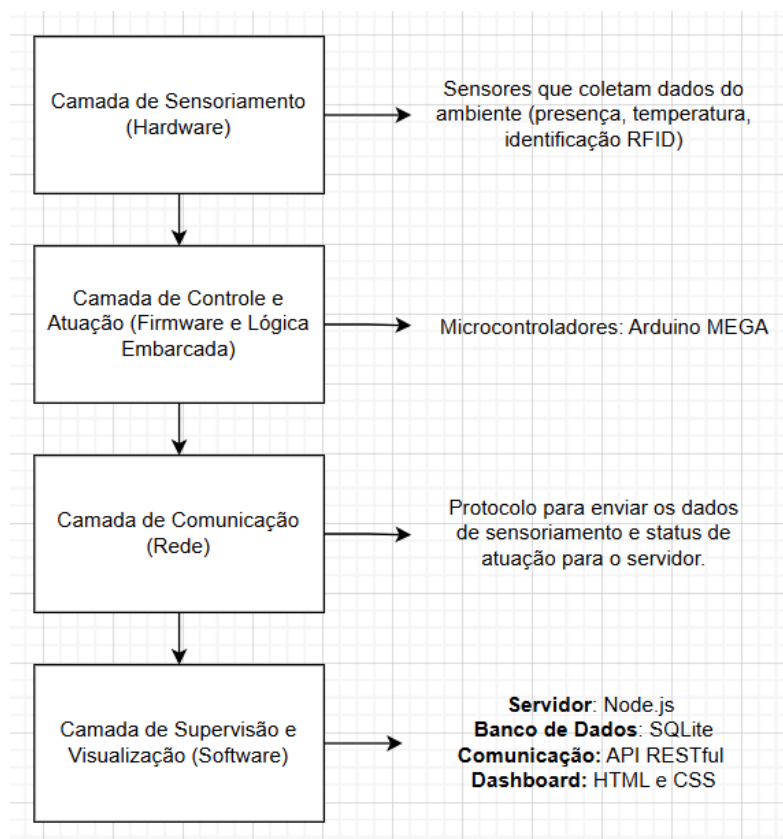 Camada de Sensoriamento
(Hardware)
Sensores que coletam dados do
ambiente (presença, temperatura,
identificação RFID)
Camada de Controle e
Atuação (Firmware e Lógica
Embarcada)
Microcontroladores: Arduino MEGA
Camada de Comunicação
(Rede)
Protocolo para enviar os dados
de sensoriamento e status de
atuação para o servidor.
Camada de Supervisão e
Visualização (Software)
Servidor: Node.js
Banco de Dados: SQLite
Comunicação: API RESTful
Dashboard: HTML e CSS